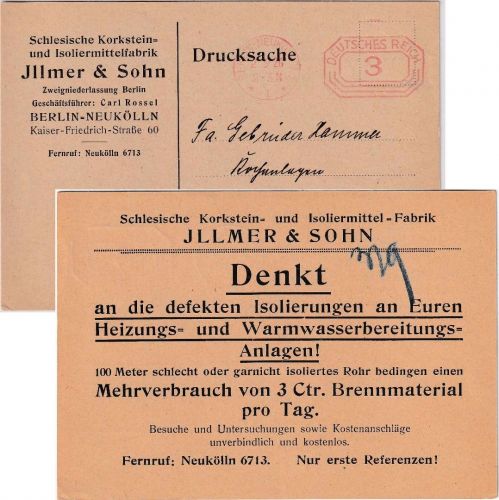 Schlesische Korkstein-
und Isoliermittelfabrik
Jllmer & Sohn
Zweigniederlassung Berlin
Geschäftsführer: Carl Rossel
BERLIN-NEUKÖLLN
Kaiser-Friedrich-Straße 60
Fernruf: Neukölln 6713
Drucksache
DEUTSCHES REICH
3
Fa. Gebrüder Hammer
Schlesische Korkstein- und Isoliermittel-Fabrik
JLLMER & SOHN
Denkt
an die defekten Isolierungen an Euren
Heizungs- und Warmwasserbereitungs-
Anlagen!
100 Meter schlecht oder garnicht isoliertes Rohr bedingen einen
Mehrverbrauch von 3 Ctr. Brennmaterial
pro Tag.
Besuche und Untersuchungen sowie Kostenanschläge
unverbindlich und kostenlos.
Fernruf: Neukölln 6713. Nur erste Referenzen!